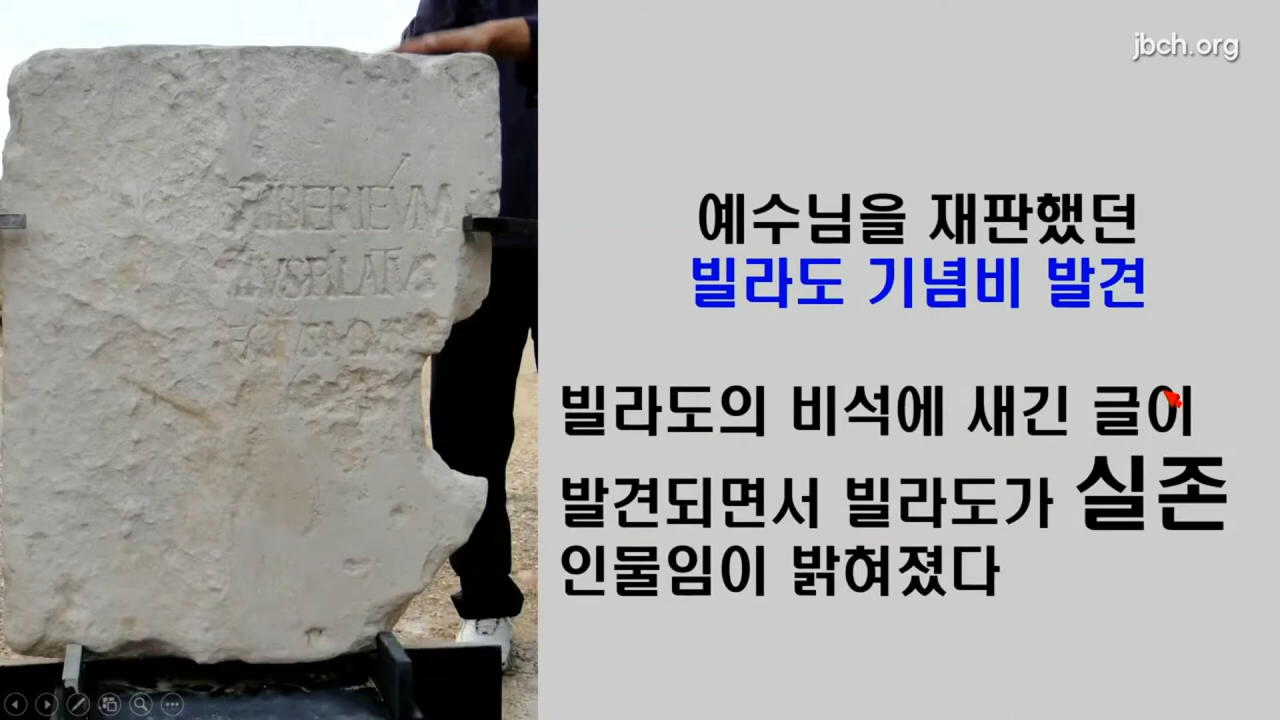 jbch.org
TIBERIEVM
TIVSPILATVS
예수님을 재판했던
빌라도 기념비 발견
빌라도의 비석에 새긴 글이
발견되면서 빌라도가 실존
인물임이 밝혀졌다